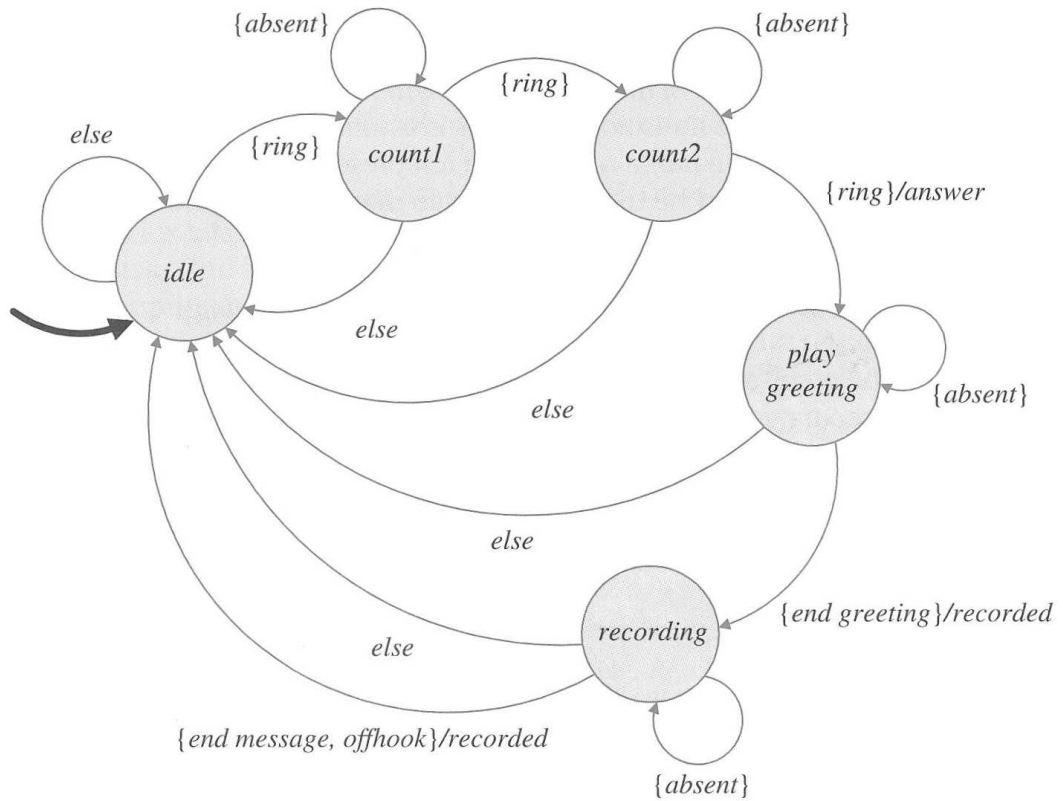 {absent}
{absent}
{ring}
else
{ring}
count1
count2
{ring}/answer
idle
else
play
greeting
{absent}
else
else
recording
{end greeting}/recorded
else
{end message, offhook}/recorded
{absent}